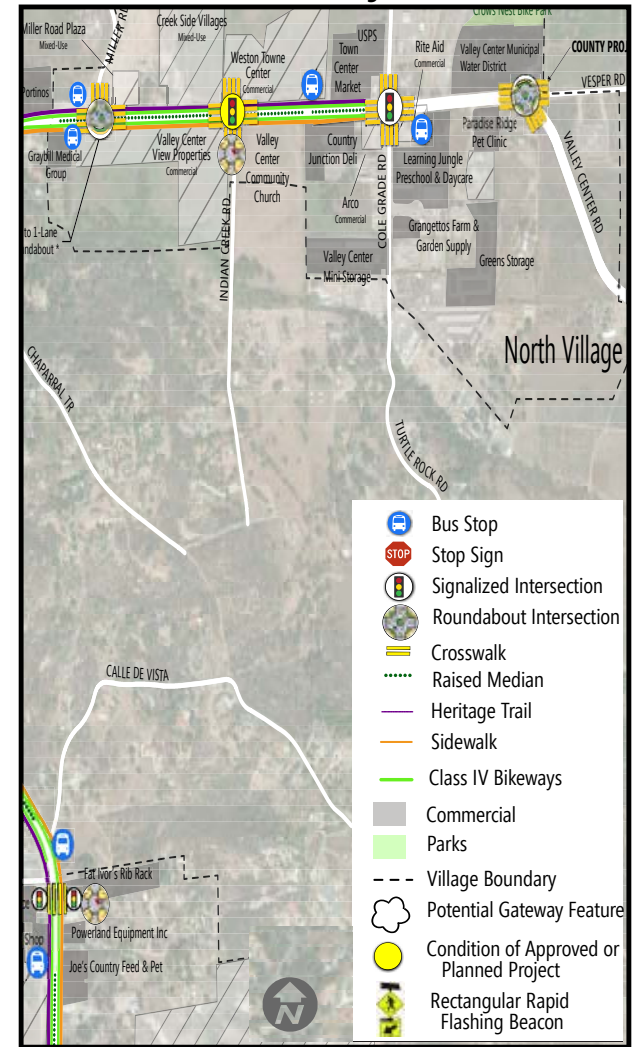 Crows Nest Bike Park
Miller Road Plaza
Mixed-Use
MILLER RD
Creek Side Villages
Mixed-Use
USPS
Town
Center
Market
Rite Aid
Commercial
Valley Center Municipal
Water District
COUNTY PROJ
Weston Towne
Center
Commercial
VESPER RD
Portinos
Graybill Medical
Group
Valley Center
View Properties
Commercial
Valley
Center
Community
Church
Country
Junction Deli
Paradise Ridge
Pet Clinic
Learning Jungle
Preschool & Daycare
Arco
Commercial
VALLEY CENTER RD
COLE GRADE RD
INDIAN CREEK RD
to 1-Lane
ndabout *
Grangettos Farm &
Garden Supply
Valley Center
Mini Storage
Greens Storage
North Village
CHAPARRAL TR
TURTLE ROCK RD
Bus Stop
STOP
Stop Sign
Signalized Intersection
Roundabout Intersection
Crosswalk
Raised Median
Heritage Trail
Sidewalk
Class IV Bikeways
Commercial
Parks
Village Boundary
Potential Gateway Feature
Condition of Approved or
Planned Project
Rectangular Rapid
Flashing Beacon
CALLE DE VISTA
Fat Ivor's Rib Rack
Powerland Equipment Inc
Shop
Joe's Country Feed & Pet
N